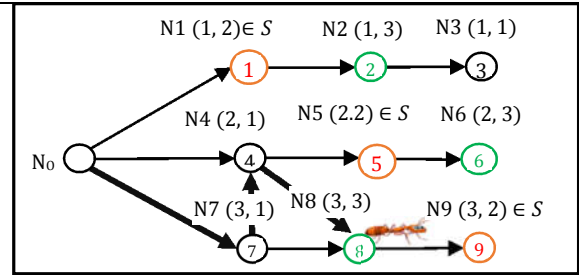 N1 (1, 2)∈ S N2 (1, 3) N3 (1, 1)
1 2 3
N4 (2, 1) N5 (2.2) ∈ S N6 (2, 3)
N₀ 4 5 6
N7 (3, 1) N8 (3, 3) N9 (3, 2) ∈ S
7 8 9